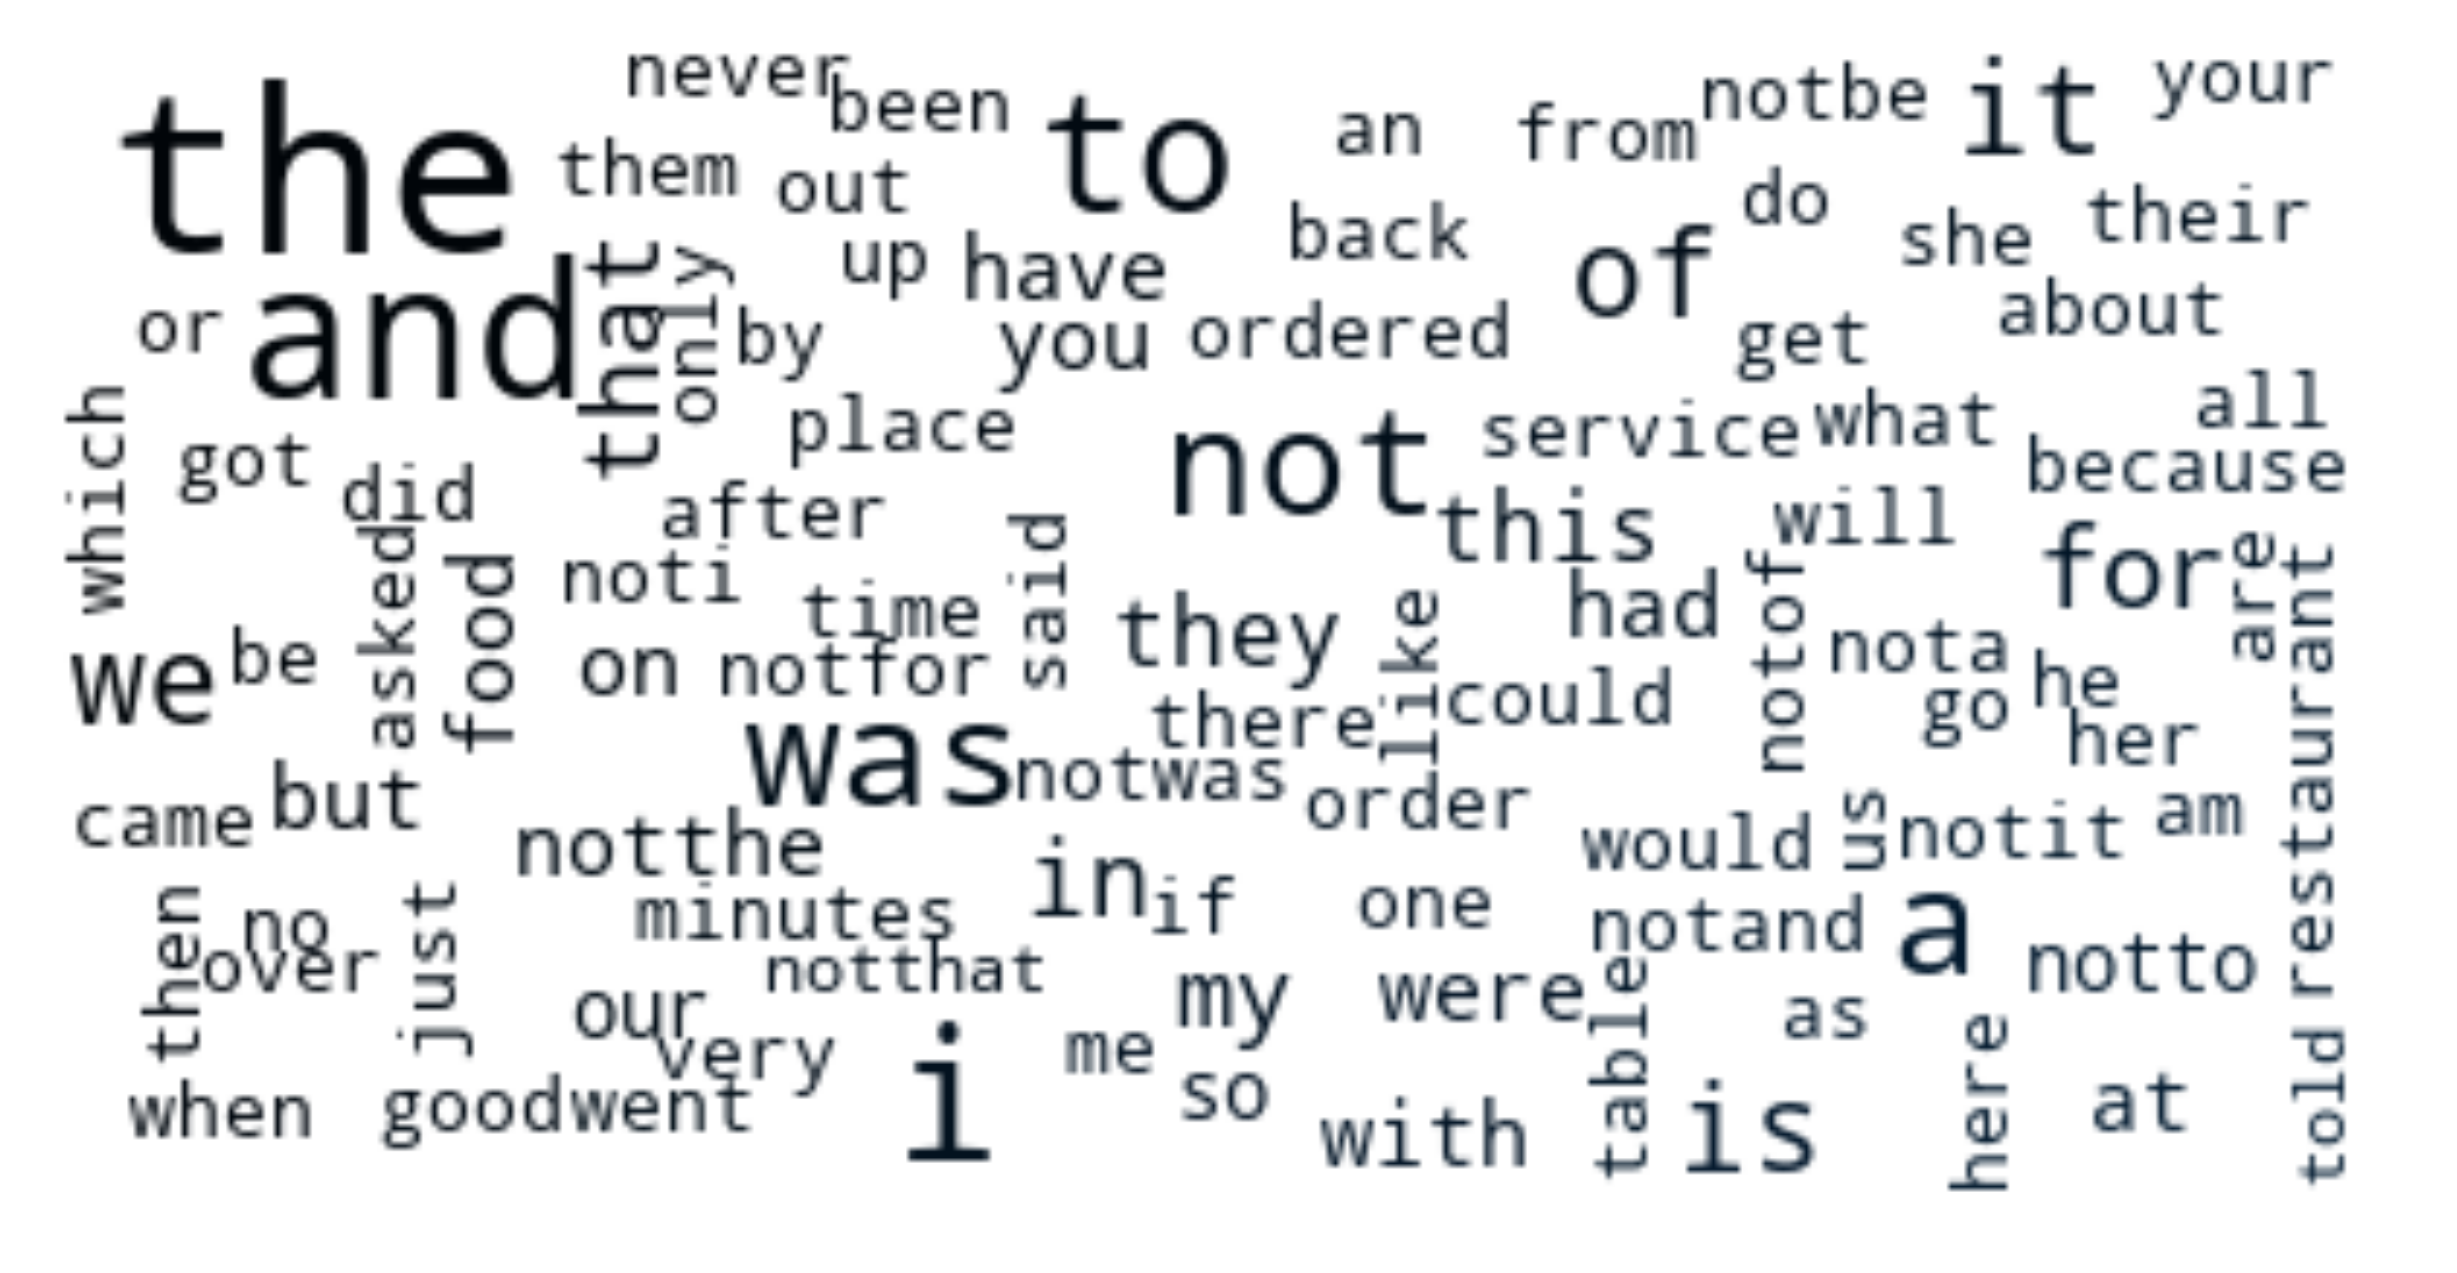 never
been
the
to
an
from
notbe
it
your
them
out
do
their
back
she
up
have
of
that
only
about
or
and
by
you
ordered
get
all
place
service
what
which
got
not
because
did
after
this
will
said
for
are
asked
food
noti
time
they
like
had
notof
nota
restaurant
we
be
on
notfor
could
he
go
there
her
was
notwas
came
but
order
us
am
notthe
would
notit
in
if
one
a
then
no
just
minutes
notand
over
notthat
notto
our
my
were
table
as
very
i
me
here
told
when
good
went
so
with
is
at